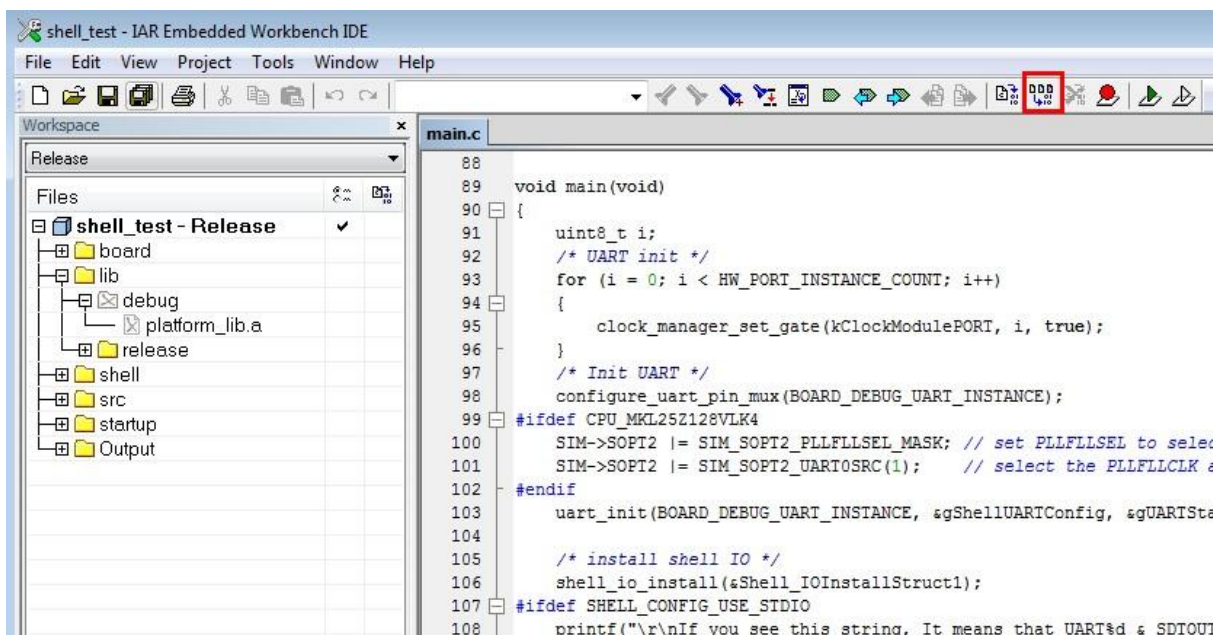 shell_test - IAR Embedded Workbench IDE
File Edit View Project Tools Window Help
Workspace
Release
Files
shell_test - Release
board
lib
debug
platform_lib.a
release
shell
src
startup
Output
main.c
88
89 void main(void)
90 {
91 uint8_t i;
92 /* UART init */
93 for (i = 0; i < HW_PORT_INSTANCE_COUNT; i++)
94 {
95 clock_manager_set_gate(kClockModulePORT, i, true);
96 }
97 /* Init UART */
98 configure_uart_pin_mux(BOARD_DEBUG_UART_INSTANCE);
99 #ifdef CPU_MKL25Z128VLK4
100 SIM->SOPT2 |= SIM_SOPT2_PLLFLLSEL_MASK; // set PLLFLLSEL to selec
101 SIM->SOPT2 |= SIM_SOPT2_UART0SRC(1); // select the PLLFLLCLK a
102 #endif
103 uart_init(BOARD_DEBUG_UART_INSTANCE, &gShellUARTConfig, &gUARTSta
104
105 /* install shell IO */
106 shell_io_install(&Shell_IOInstallStruct1);
107 #ifdef SHELL_CONFIG_USE_STDIO
108 printf("\r\nIf you see this string, It means that UART%d & SDTOUT